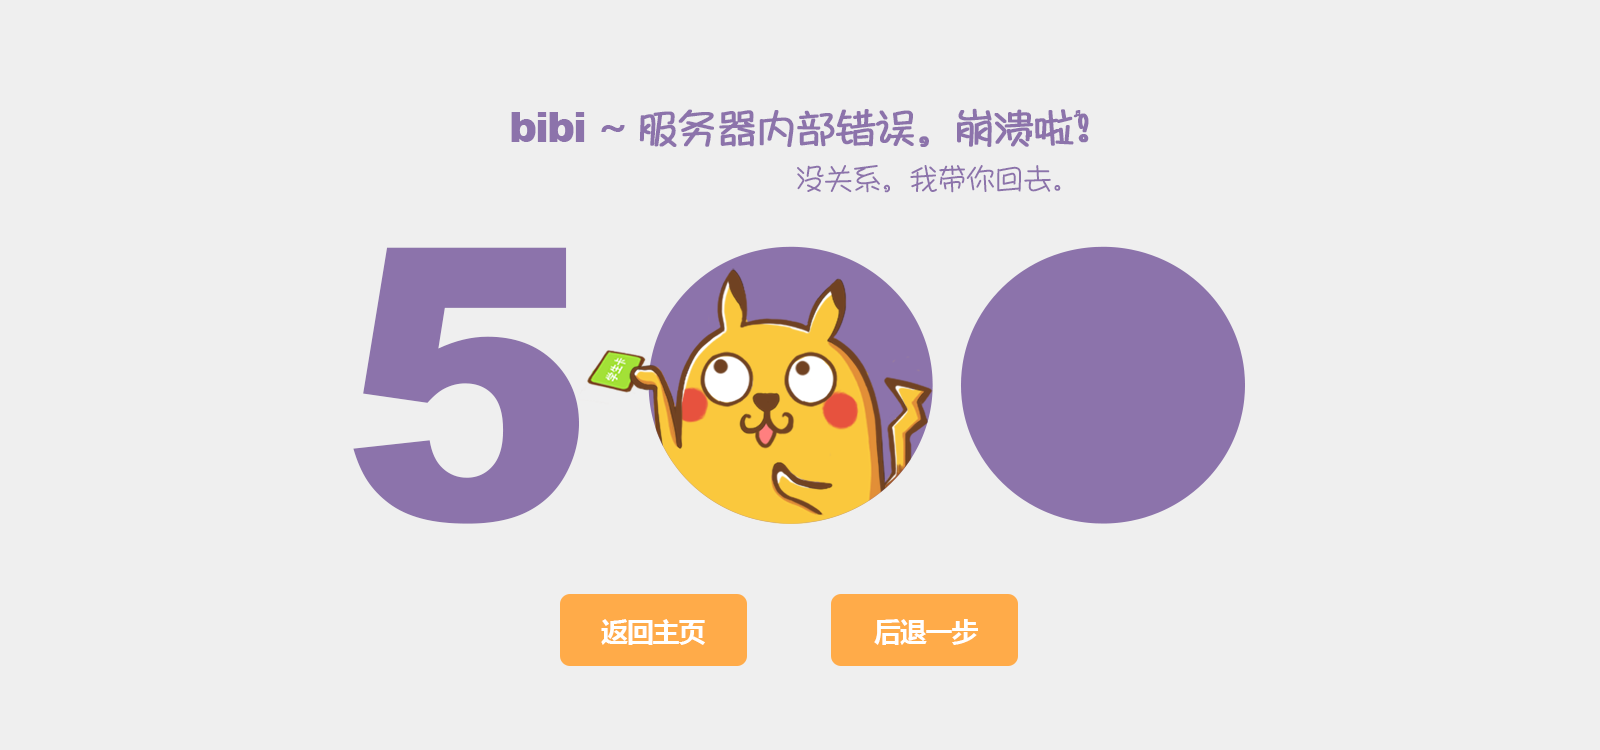 bibi ~ 服务器内部错误，崩溃啦！
没关系，我带你回去。
500
学生卡
返回主页
后退一步